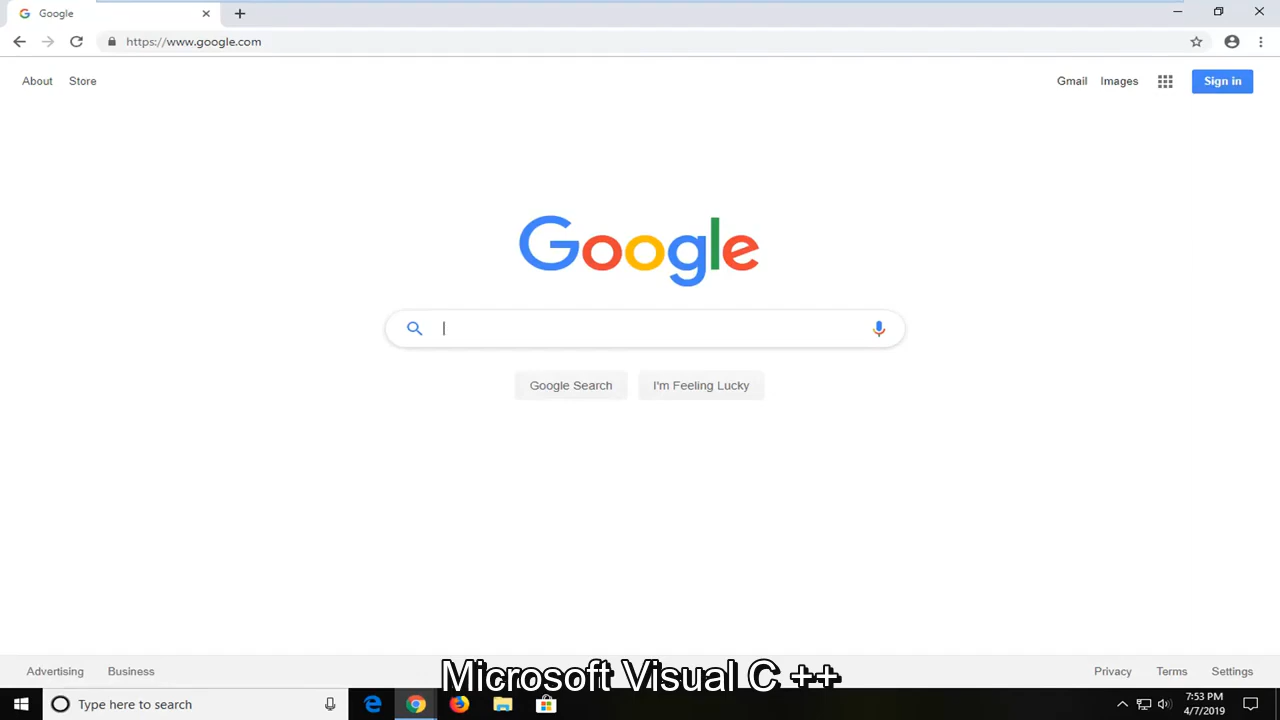 Google
https://www.google.com
About Store
Gmail Images Sign in
Google
Google Search I'm Feeling Lucky
Advertising Business
Privacy Terms Settings
Microsoft Visual C ++
Type here to search
7:53 PM
4/7/2019